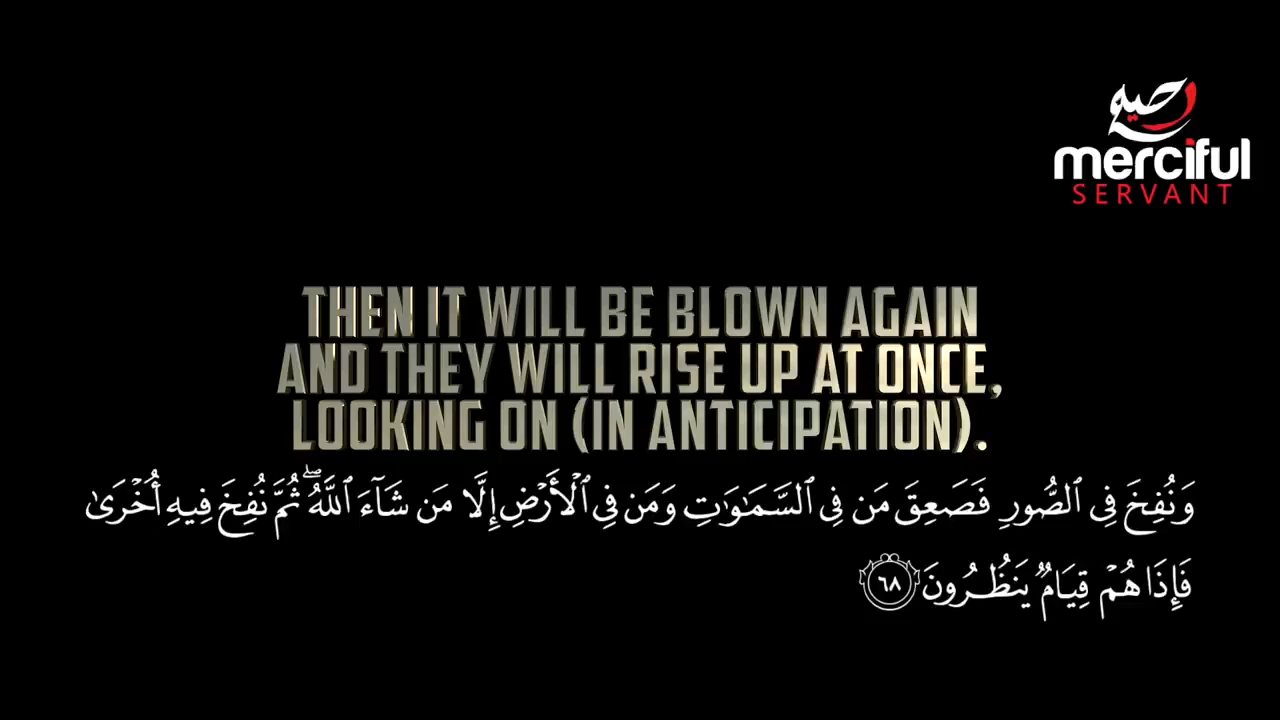 رحيم
merciful
SERVANT
THEN IT WILL BE BLOWN AGAIN
AND THEY WILL RISE UP AT ONCE,
LOOKING ON (IN ANTICIPATION).
وَنُفِخَ فِي ٱلصُّورِ فَصَعِقَ مَن فِي ٱلسَّمَٰوَٰتِ وَمَن فِي ٱلْأَرْضِ إِلَّا مَن شَآءَ ٱللَّهُ ۖ ثُمَّ نُفِخَ فِيهِ أُخْرَىٰ
فَإِذَا هُمْ قِيَامٌ يَنظُرُونَ ٦٨